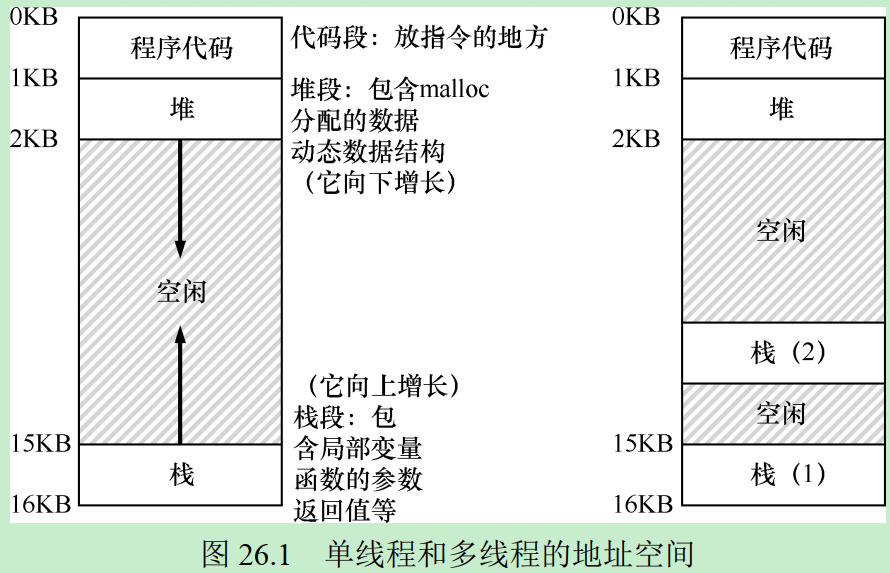 0KB
程序代码
代码段：放指令的地方
1KB
堆
堆段：包含malloc
分配的数据
动态数据结构
（它向下增长）
2KB
空闲
（它向上增长）
栈段：包
含局部变量
函数的参数
返回值等
15KB
栈
16KB
0KB
程序代码
1KB
堆
2KB
空闲
栈（2）
空闲
15KB
栈（1）
16KB
图 26.1 单线程和多线程的地址空间